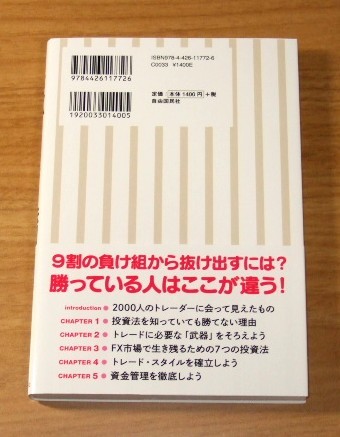 ISBN978-4-426-11772-6
C0033 ¥1400E
9784426117726
定価 本体 1400 円 +税
自由国民社
1920033014005
9割の負け組から抜け出すには?
勝っている人はここが違う!
introduction 2000人のトレーダーに会って見えたもの
CHAPTER 1 投資法を知っていても勝てない理由
CHAPTER 2 トレードに必要な「武器」をそろえよう
CHAPTER 3 FX市場で生き残るための7つの投資法
CHAPTER 4 トレード・スタイルを確立しよう
CHAPTER 5 資金管理を徹底しよう